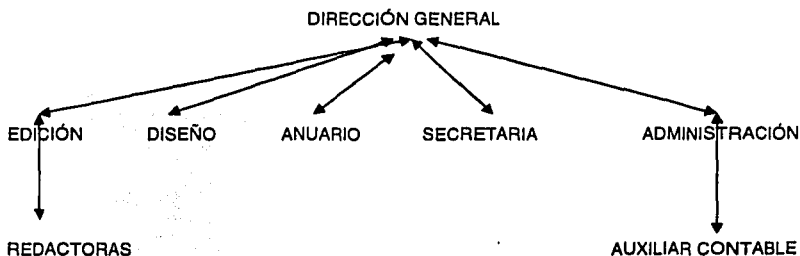 DIRECCIÓN GENERAL
EDICIÓN DISEÑO ANUARIO SECRETARIA ADMINISTRACIÓN
REDACTORAS AUXILIAR CONTABLE